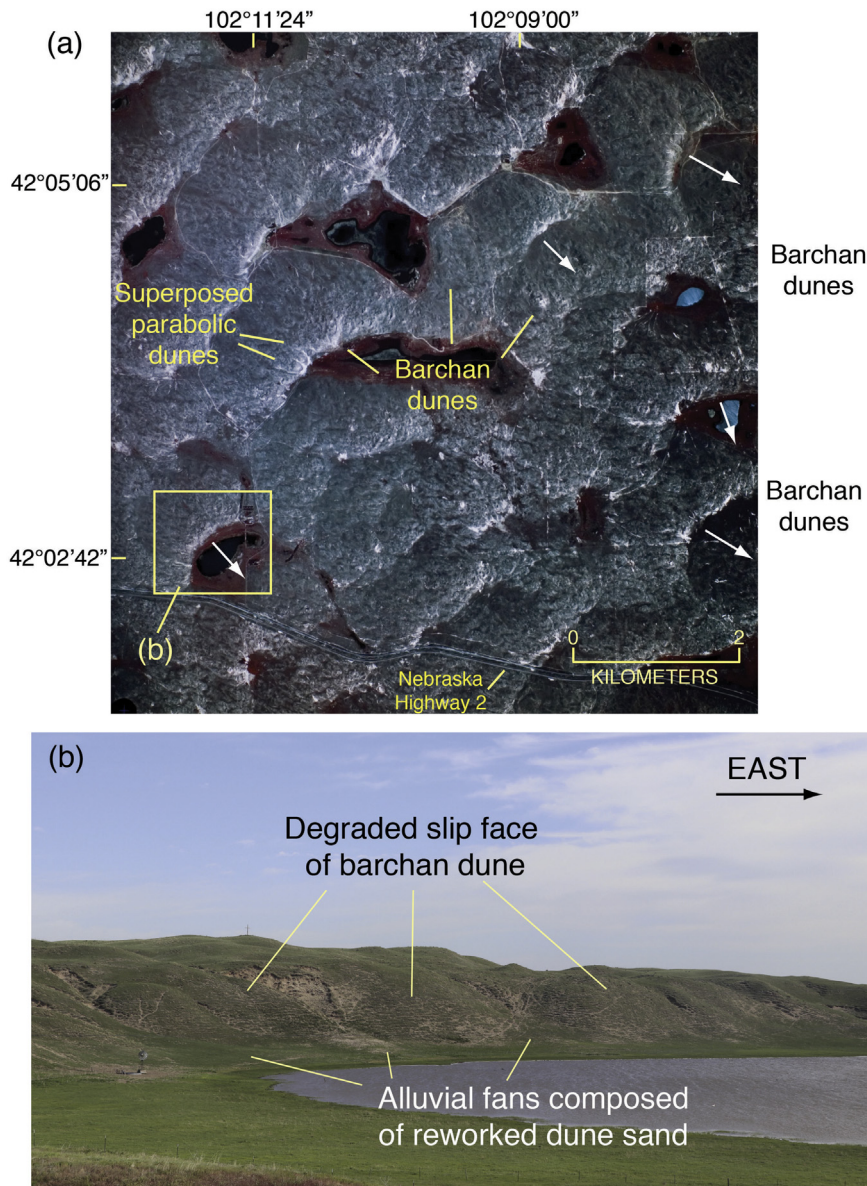 (a)
102°11'24”
102°09'00”
42°05'06”
Barchan
dunes
Superposed
parabolic
dunes
Barchan
dunes
Barchan
dunes
42°02'42”
(b)
0
2
KILOMETERS
Nebraska
Highway 2
(b)
EAST
Degraded slip face
of barchan dune
Alluvial fans composed
of reworked dune sand